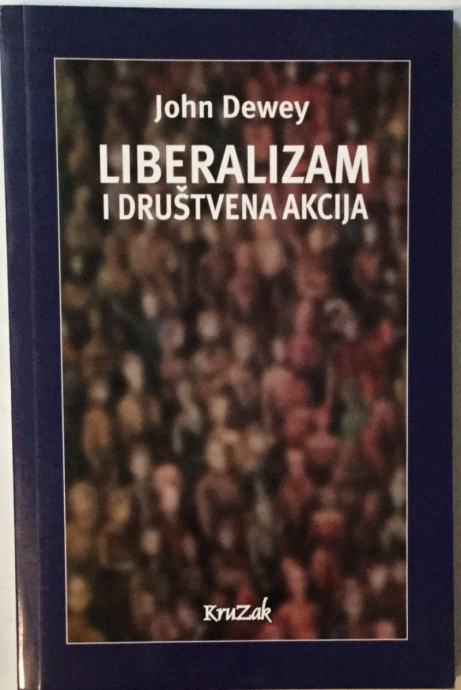 John Dewey
LIBERALIZAM
I DRUŠTVENA AKCIJA
KruZak